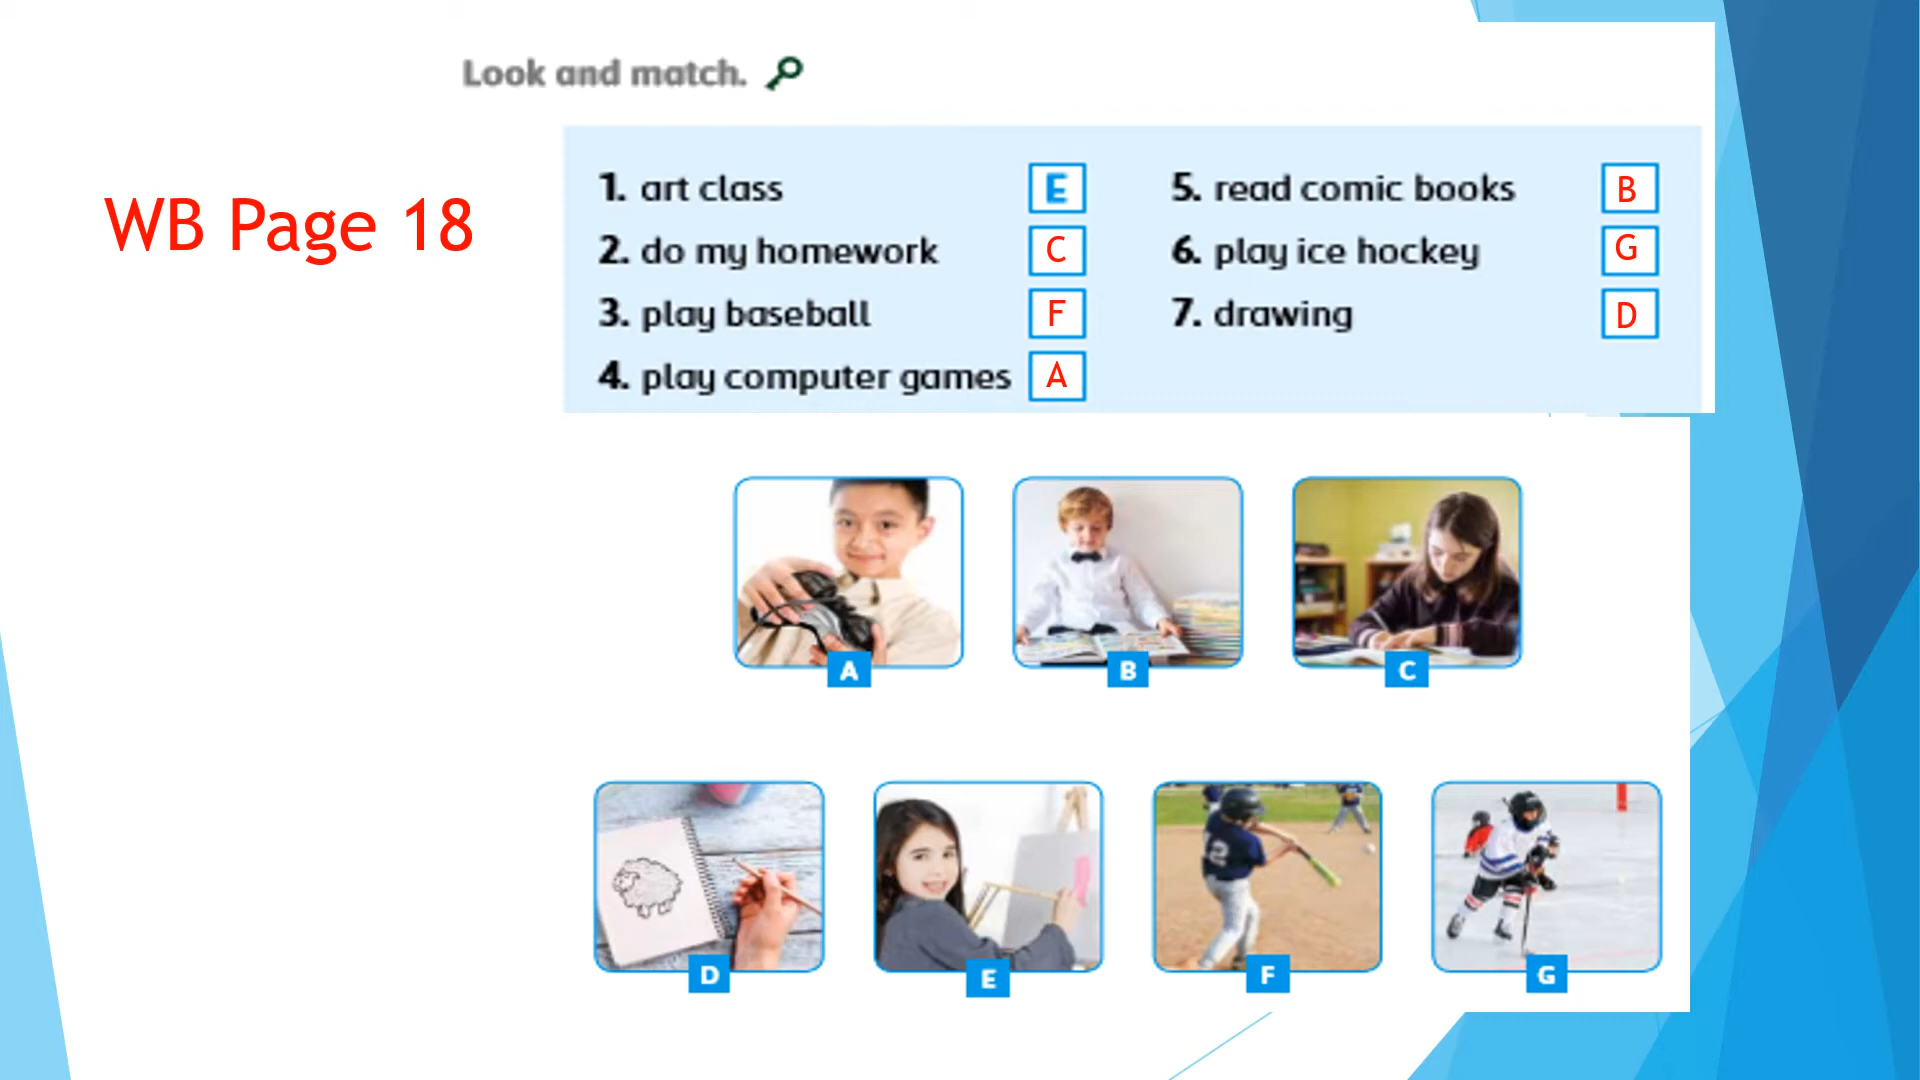 Look and match.
WB Page 18
1. art class E
2. do my homework C
3. play baseball F
4. play computer games A
5. read comic books B
6. play ice hockey G
7. drawing D
A
B
C
D
E
2
F
G